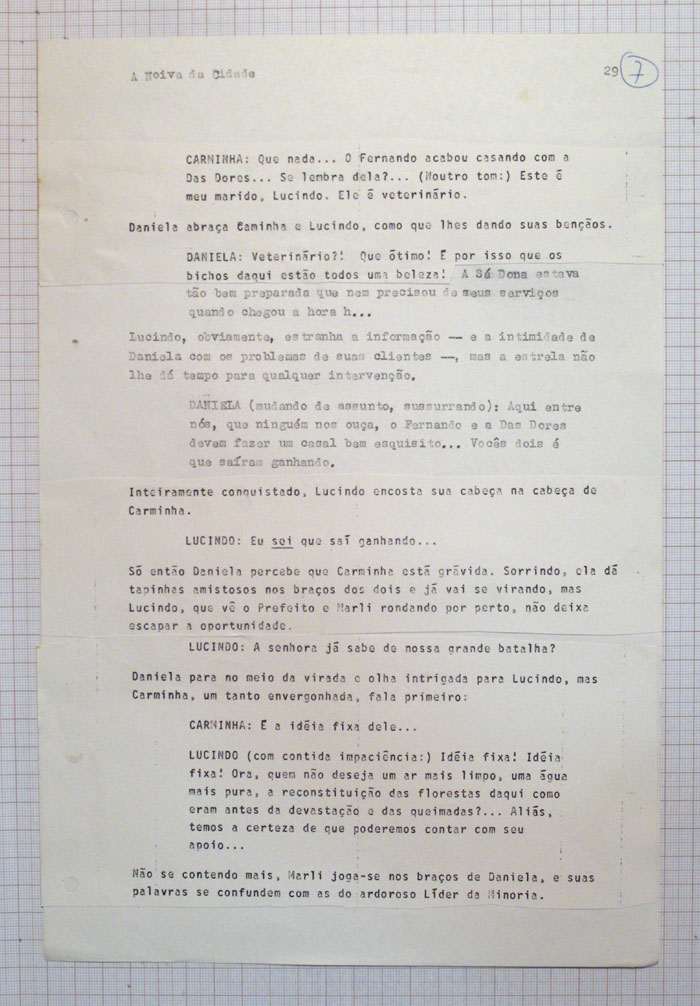 A Noiva da Cidade
29 7
CARMINHA: Que nada... O Fernando acabou casando com a
Das Dores... Se lembra dela?... (Noutro tom:) Este é
meu marido, Lucindo. Ele é veterinário.
Daniela abraça Caminha e Lucindo, como que lhes dando suas bençãos.
DANIELA: Veterinário?! Que ótimo! É por isso que os
bichos daqui estão todos uma beleza! A Sá Dona estava
tão bem preparada que nem precisou de meus serviços
quando chegou a hora h...
Lucindo, obviamente, estranha a informação — e a intimidade de
Daniela com os problemas de suas clientes —, mas a estrela não
lhe dá tempo para qualquer intervenção.
DANIELA (mudando de assunto, sussurrando): Aqui entre
nós, que ninguém nos ouça, o Fernando e a Das Dores
devem fazer um casal bem esquisito... Vocês dois é
que saíram ganhando.
Inteiramente conquistado, Lucindo encosta sua cabeça na cabeça de
Carminha.
LUCINDO: Eu sei que saí ganhando...
Só então Daniela percebe que Carminha está grávida. Sorrindo, ela dá
tapinhas amistosos nos braços dos dois e já vai se virando, mas
Lucindo, que vê o Prefeito e Marli rondando por perto, não deixa
escapar a oportunidade.
LUCINDO: A senhora já sabe de nossa grande batalha?
Daniela para no meio da virada e olha intrigada para Lucindo, mas
Carminha, um tanto envergonhada, fala primeiro:
CARMINHA: É a idéia fixa dele...
LUCINDO (com contida impaciência:) Idéia fixa! Idéia
fixa! Ora, quem não deseja um ar mais limpo, uma água
mais pura, a reconstituição das florestas daqui como
eram antes da devastação e das queimadas?... Aliás,
temos a certeza de que poderemos contar com seu
apoio...
Não se contendo mais, Marli joga-se nos braços de Daniela, e suas
palavras se confundem com as do ardoroso Líder da Minoria.